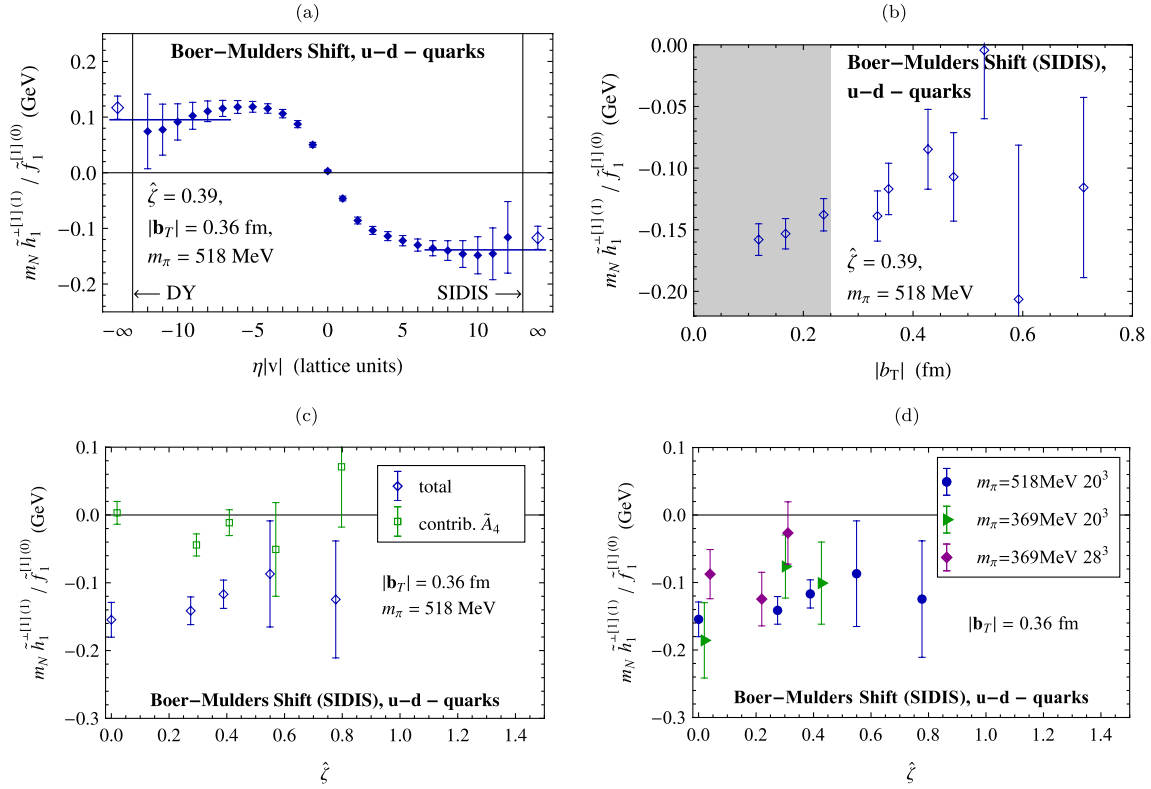 (a)
Boer−Mulders Shift, u−d − quarks
m_N h̃_1^{⊥[1](1)} / f̃_1^{[1](0)} (GeV)
0.2
0.1
0.0
−0.1
−0.2
ζ̂ = 0.39,
|b_T| = 0.36 fm,
m_π = 518 MeV
← DY
SIDIS →
−∞ −10 −5 0 5 10 ∞
η|v| (lattice units)
(b)
Boer−Mulders Shift (SIDIS),
u−d − quarks
m_N h̃_1^{⊥[1](1)} / f̃_1^{[1](0)} (GeV)
0.00
−0.05
−0.10
−0.15
−0.20
ζ̂ = 0.39,
m_π = 518 MeV
0.0 0.2 0.4 0.6 0.8
|b_T| (fm)
(c)
m_N h̃_1^{⊥[1](1)} / f̃_1^{[1](0)} (GeV)
0.1
0.0
−0.1
−0.2
−0.3
total
contrib. Ã_4
|b_T| = 0.36 fm
m_π = 518 MeV
Boer−Mulders Shift (SIDIS), u−d − quarks
0.0 0.2 0.4 0.6 0.8 1.0 1.2 1.4
ζ̂
(d)
m_N h̃_1^{⊥[1](1)} / f̃_1^{[1](0)} (GeV)
0.1
0.0
−0.1
−0.2
−0.3
m_π=518MeV 20³
m_π=369MeV 20³
m_π=369MeV 28³
|b_T| = 0.36 fm
Boer−Mulders Shift (SIDIS), u−d − quarks
0.0 0.2 0.4 0.6 0.8 1.0 1.2 1.4
ζ̂